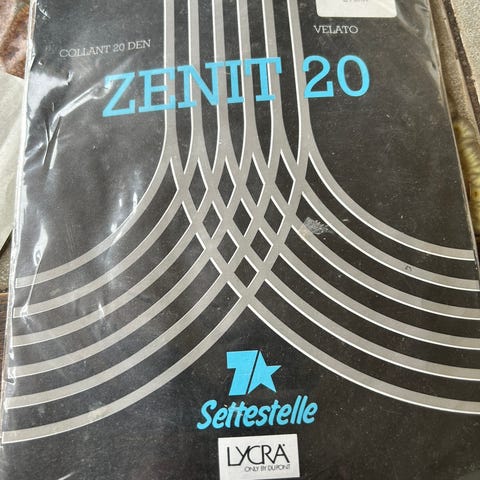 COLLANT 20 DEN
VELATO
ZENIT 20
7
Settestelle
LYCRA
ONLY BY DUPONT